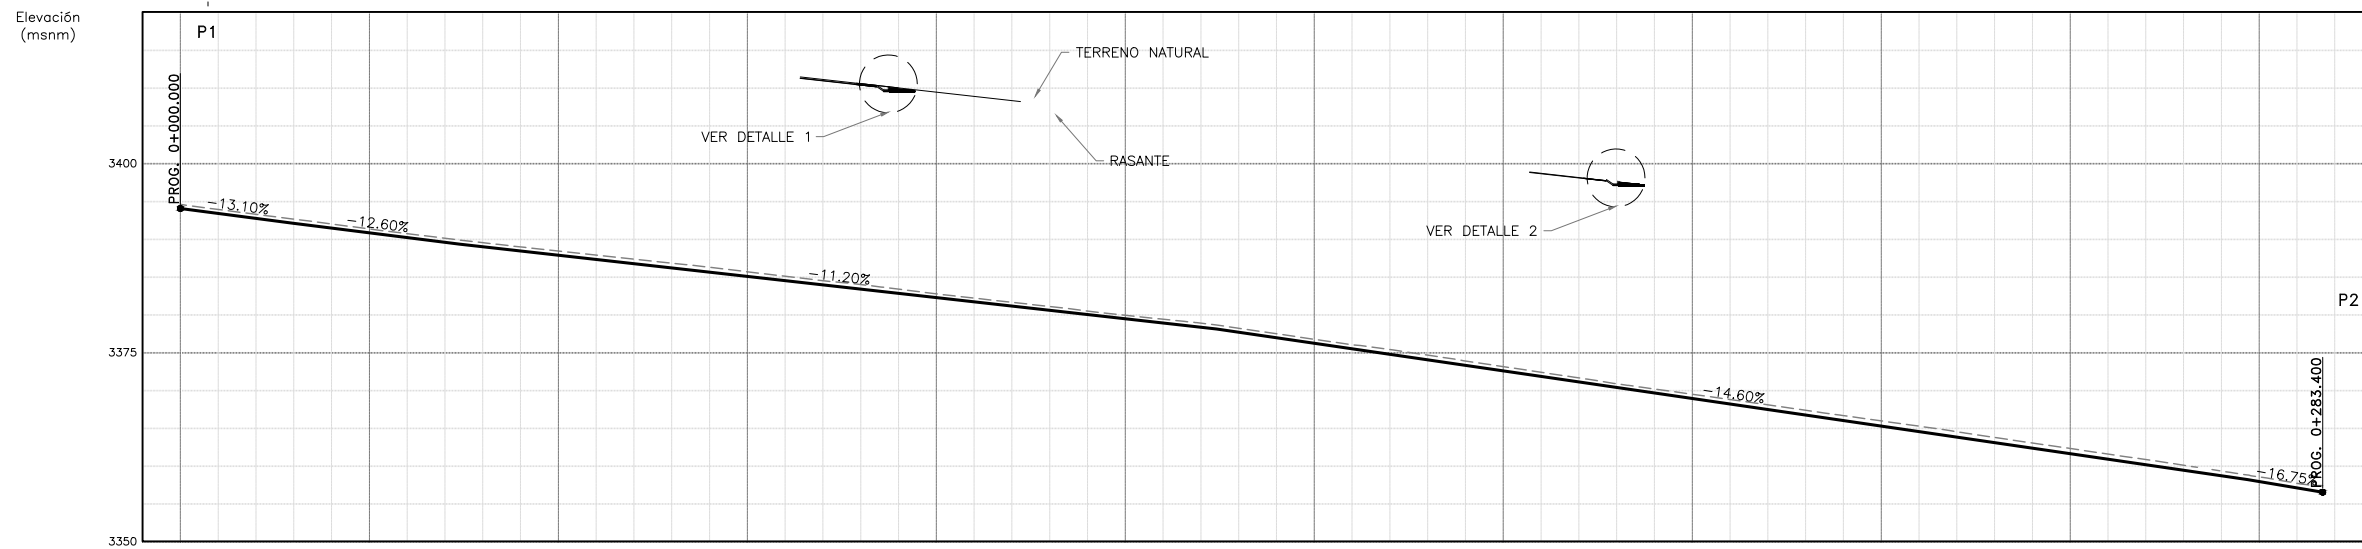 Elevación
(msnm)
P1
PROG. 0+000.000
TERRENO NATURAL
VER DETALLE 1
RASANTE
3400
-13.10%
-12.60%
VER DETALLE 2
-11.20%
P2
3375
PROG. 0+283.400
-14.60%
-16.75%
3350